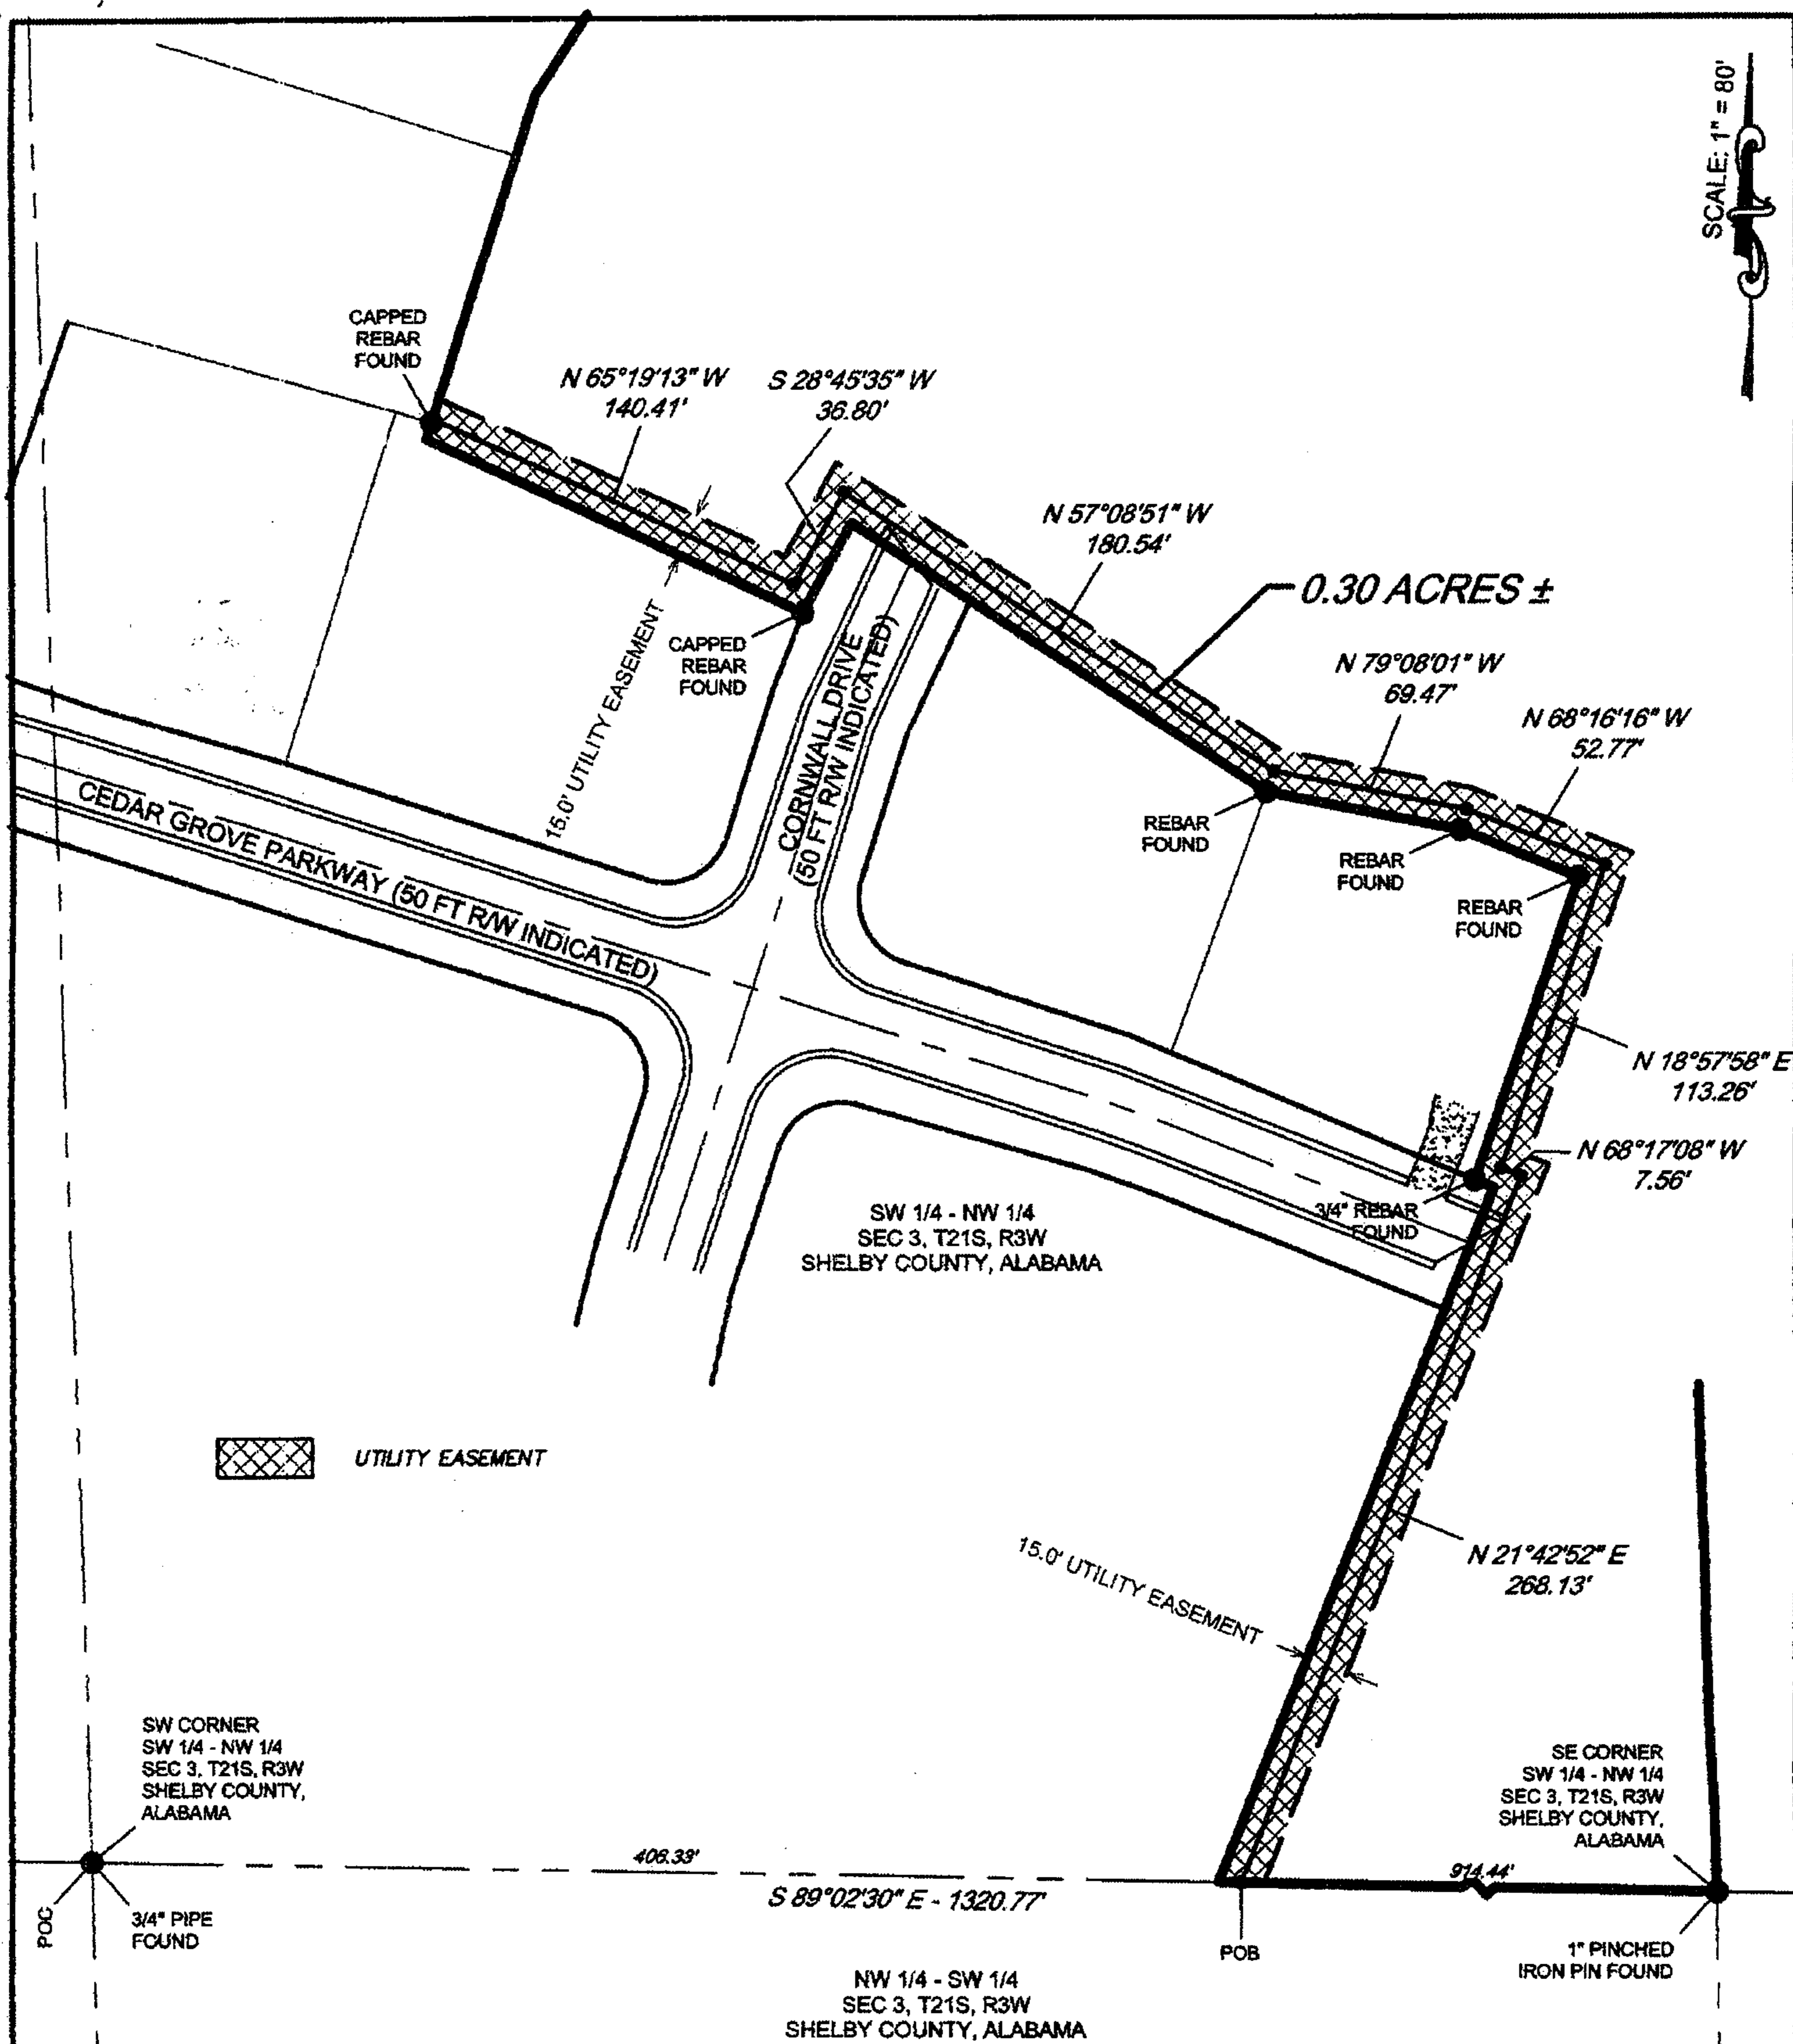 SCALE: 1" = 80'
CAPPED
REBAR
FOUND
N 65°19'13" W
140.41'
S 28°45'35" W
36.80'
N 57°08'51" W
180.54'
0.30 ACRES ±
N 79°08'01" W
69.47'
N 68°16'16" W
52.77'
CAPPED
REBAR
FOUND
15.0' UTILITY EASEMENT
CORNWALL DRIVE
(50 FT R/W INDICATED)
CEDAR GROVE PARKWAY (50 FT R/W INDICATED)
REBAR
FOUND
REBAR
FOUND
REBAR
FOUND
N 18°57'58" E
113.26'
N 68°17'08" W
7.56'
3/4" REBAR
FOUND
SW 1/4 - NW 1/4
SEC 3, T21S, R3W
SHELBY COUNTY, ALABAMA
UTILITY EASEMENT
15.0' UTILITY EASEMENT
N 21°42'52" E
268.13'
SW CORNER
SW 1/4 - NW 1/4
SEC 3, T21S, R3W
SHELBY COUNTY,
ALABAMA
SE CORNER
SW 1/4 - NW 1/4
SEC 3, T21S, R3W
SHELBY COUNTY,
ALABAMA
406.33'
914.44'
S 89°02'30" E - 1320.77'
POC
3/4" PIPE
FOUND
POB
1" PINCHED
IRON PIN FOUND
NW 1/4 - SW 1/4
SEC 3, T21S, R3W
SHELBY COUNTY, ALABAMA